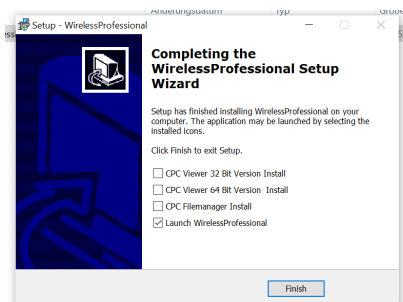 Änderungsdatum Typ Größe
Setup - WirelessProfessional
Completing the
WirelessProfessional Setup
Wizard
Setup has finished installing WirelessProfessional on your
computer. The application may be launched by selecting the
installed icons.
Click Finish to exit Setup.
CPC Viewer 32 Bit Version Install
CPC Viewer 64 Bit Version Install
CPC Filemanager Install
Launch WirelessProfessional
Finish